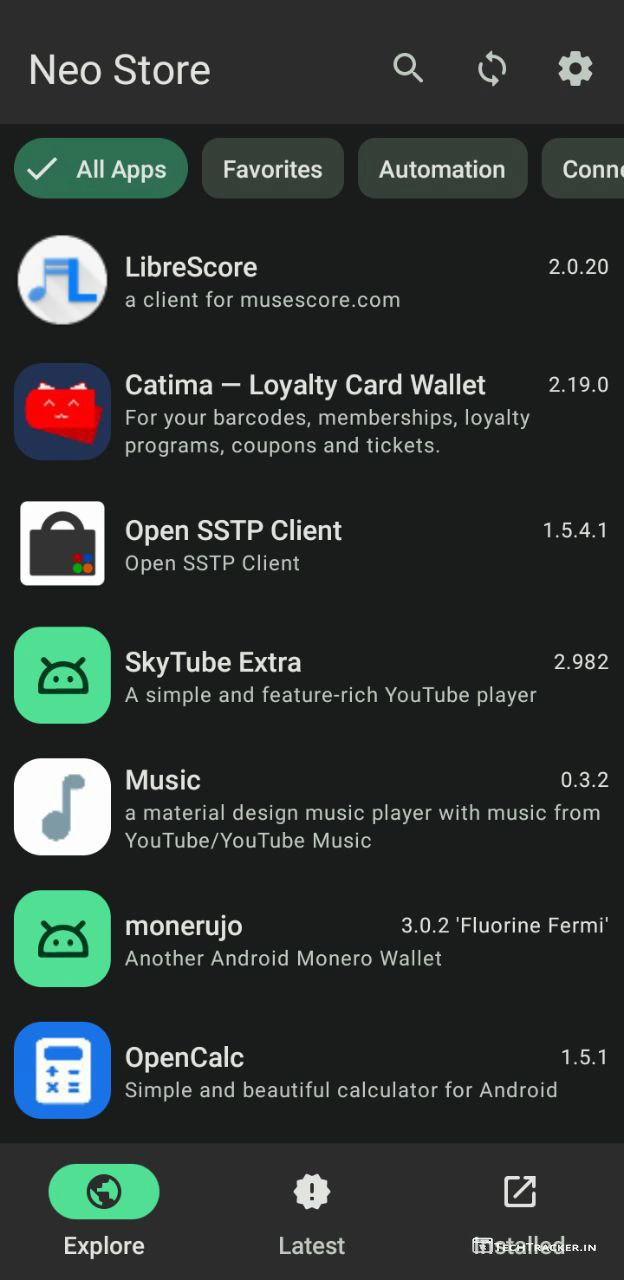 Neo Store
All Apps
Favorites
Automation
Conne
LibreScore
2.0.20
a client for musescore.com
Catima — Loyalty Card Wallet
2.19.0
For your barcodes, memberships, loyalty
programs, coupons and tickets.
Open SSTP Client
1.5.4.1
Open SSTP Client
SkyTube Extra
2.982
A simple and feature-rich YouTube player
Music
0.3.2
a material design music player with music from
YouTube/YouTube Music
monerujo
3.0.2 'Fluorine Fermi'
Another Android Monero Wallet
OpenCalc
1.5.1
Simple and beautiful calculator for Android
Explore
Latest
Installed
TECHTRACKER.IN